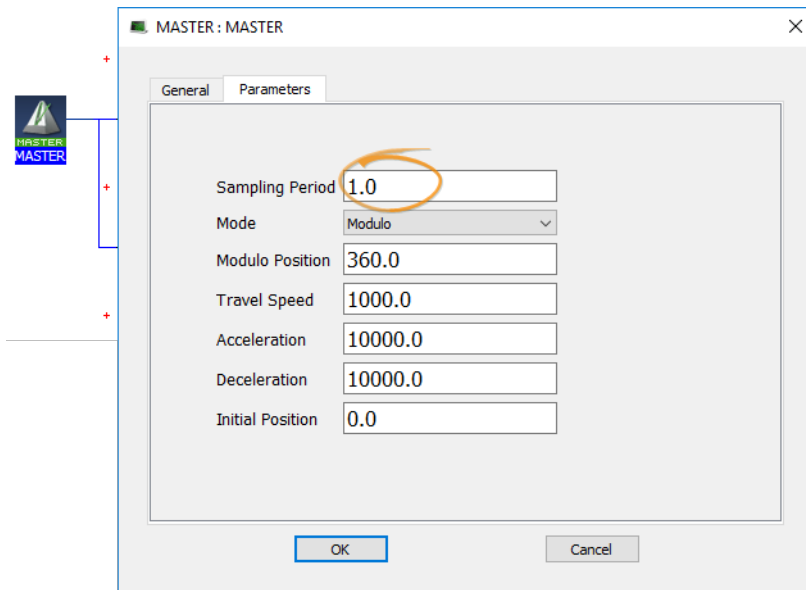 MASTER : MASTER
General Parameters
MASTER
MASTER
Sampling Period 1.0
Mode Modulo
Modulo Position 360.0
Travel Speed 1000.0
Acceleration 10000.0
Deceleration 10000.0
Initial Position 0.0
OK Cancel